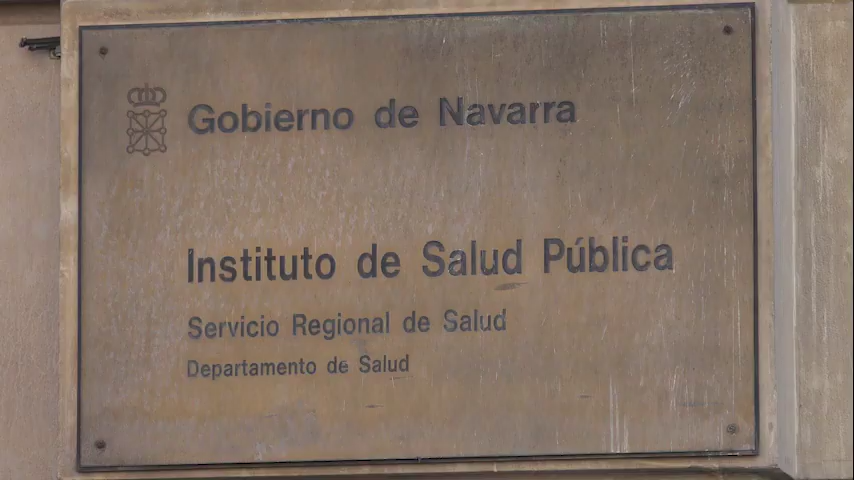 Gobierno de Navarra
Instituto de Salud Pública
Servicio Regional de Salud
Departamento de Salud